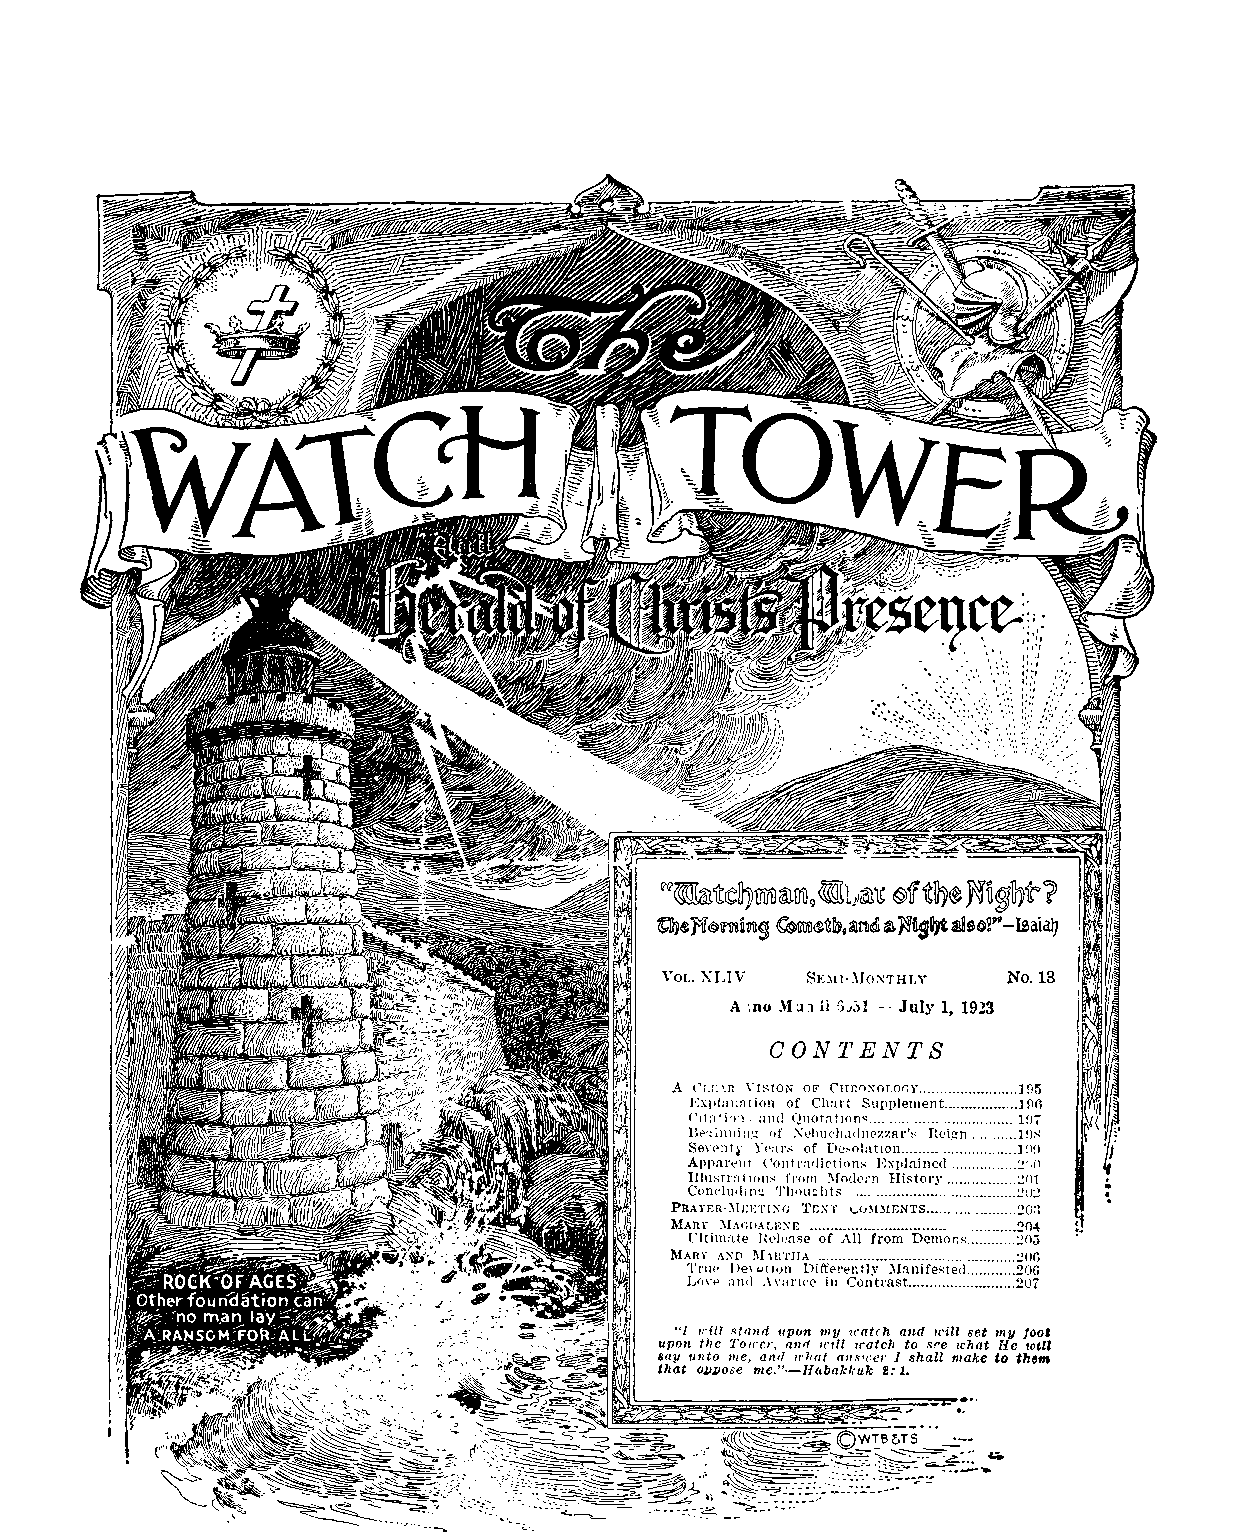 The
WATCH TOWER
And
Herald of Christ's Presence
"Watchman, What of the Night?
The Morning Cometh, and a Night also!"—Isaiah
VOL. XLIV SEMI-MONTHLY No. 13
Anno Mundi — July 1, 1923
CONTENTS
A CLEAR VISION OF CHRONOLOGY 195
Explanation of Chart Supplement 196
Citations and Quotations 197
Beginning of Nebuchadnezzar's Reign 198
Seventy Years of Desolation 199
Apparent Contradictions Explained 200
Illustrations from Modern History 201
Concluding Thoughts 202
PRAYER-MEETING TEXT COMMENTS 203
MARY MAGDALENE 204
Ultimate Release of All from Demons 205
MARY AND MARTHA 206
True Devotion Differently Manifested 206
Love and Avarice in Contrast 207
"I will stand upon my watch and will set my foot
upon the Tower, and will watch to see what He will
say unto me, and what answer I shall make to them
that oppose me."—Habakkuk 2:1.
ROCK OF AGES
Other foundation can
no man lay—
A RANSOM FOR ALL
©WTB&TS